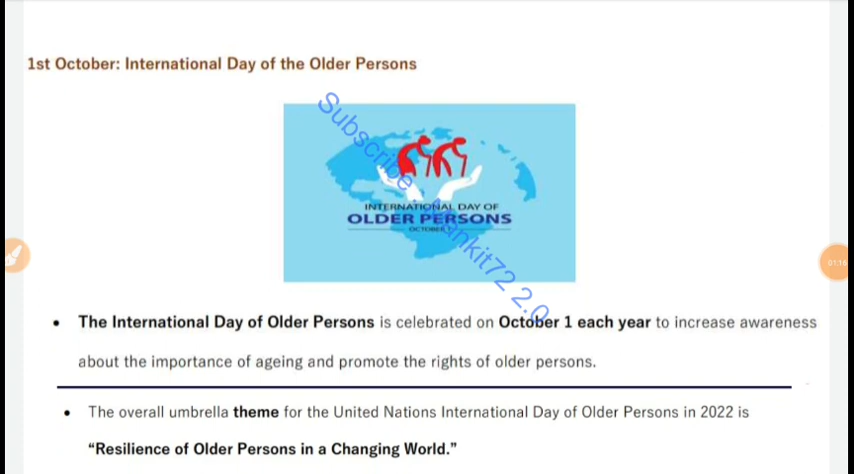 1st October: International Day of the Older Persons
INTERNATIONAL DAY OF
OLDER PERSONS
OCTOBER 1
Subscribe
01:16
• The International Day of Older Persons is celebrated on October 1 each year to increase awareness
about the importance of ageing and promote the rights of older persons.
• The overall umbrella theme for the United Nations International Day of Older Persons in 2022 is
“Resilience of Older Persons in a Changing World.”